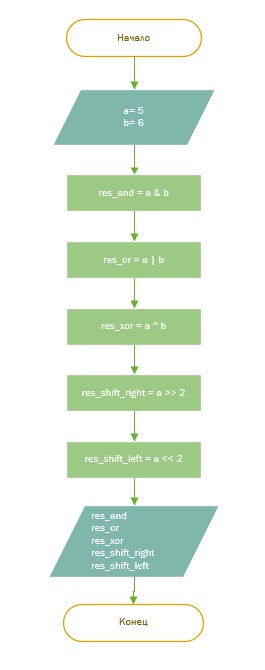 Начало
a= 5
b= 6
res_and = a & b
res_or = a | b
res_xor = a ^ b
res_shift_right = a >> 2
res_shift_left = a << 2
res_and
res_or
res_xor
res_shift_right
res_shift_left
Конец